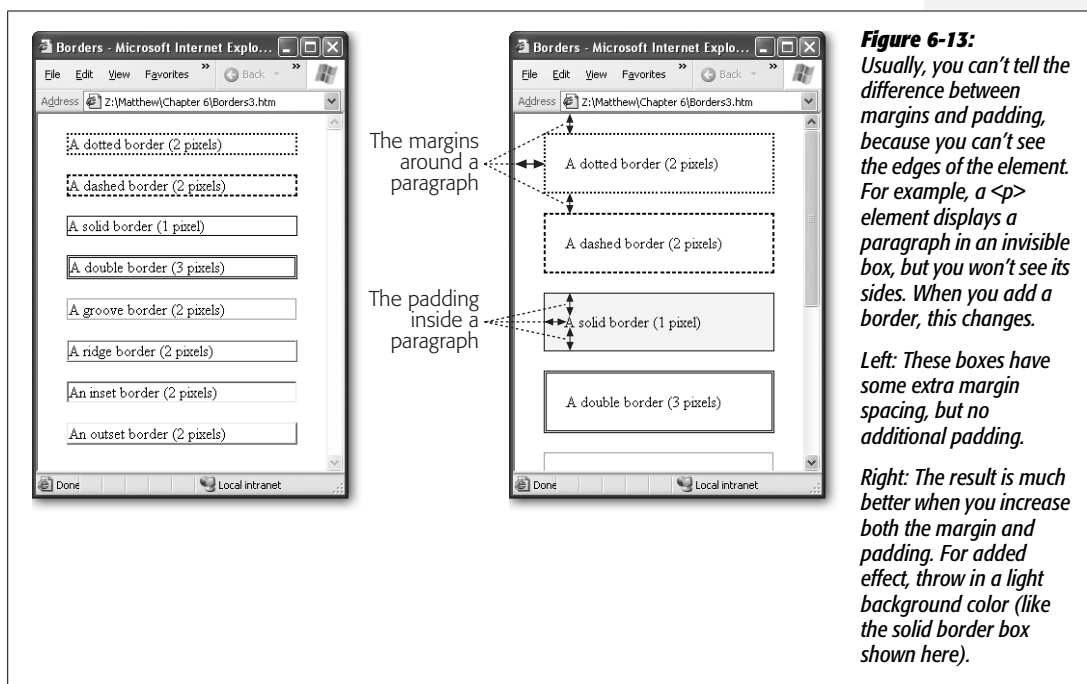 Borders - Microsoft Internet Explo...
File Edit View Favorites » Back »
Address Z:\Matthew\Chapter 6\Borders3.htm
A dotted border (2 pixels)
A dashed border (2 pixels)
A solid border (1 pixel)
A double border (3 pixels)
A groove border (2 pixels)
A ridge border (2 pixels)
An inset border (2 pixels)
An outset border (2 pixels)
Done Local intranet
The margins
around a
paragraph
The padding
inside a
paragraph
Borders - Microsoft Internet Explo...
File Edit View Favorites » Back »
Address Z:\Matthew\Chapter 6\Borders3.htm
A dotted border (2 pixels)
A dashed border (2 pixels)
A solid border (1 pixel)
A double border (3 pixels)
Done Local intranet
Figure 6-13:
Usually, you can't tell the
difference between
margins and padding,
because you can't see
the edges of the element.
For example, a <p>
element displays a
paragraph in an invisible
box, but you won't see its
sides. When you add a
border, this changes.
Left: These boxes have
some extra margin
spacing, but no
additional padding.
Right: The result is much
better when you increase
both the margin and
padding. For added
effect, throw in a light
background color (like
the solid border box
shown here).